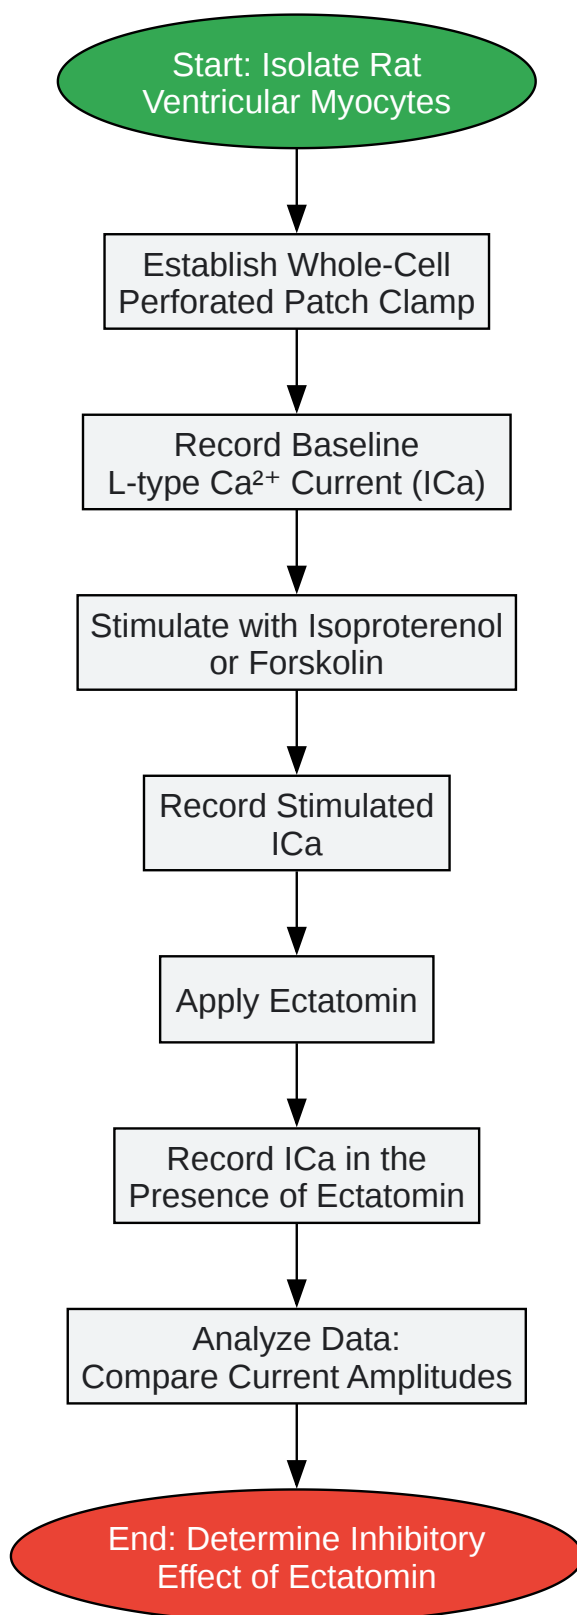 Start: Isolate Rat
Ventricular Myocytes
Establish Whole-Cell
Perforated Patch Clamp
Record Baseline
L-type Ca²⁺ Current (ICa)
Stimulate with Isoproterenol
or Forskolin
Record Stimulated
ICa
Apply Ectatomin
Record ICa in the
Presence of Ectatomin
Analyze Data:
Compare Current Amplitudes
End: Determine Inhibitory
Effect of Ectatomin